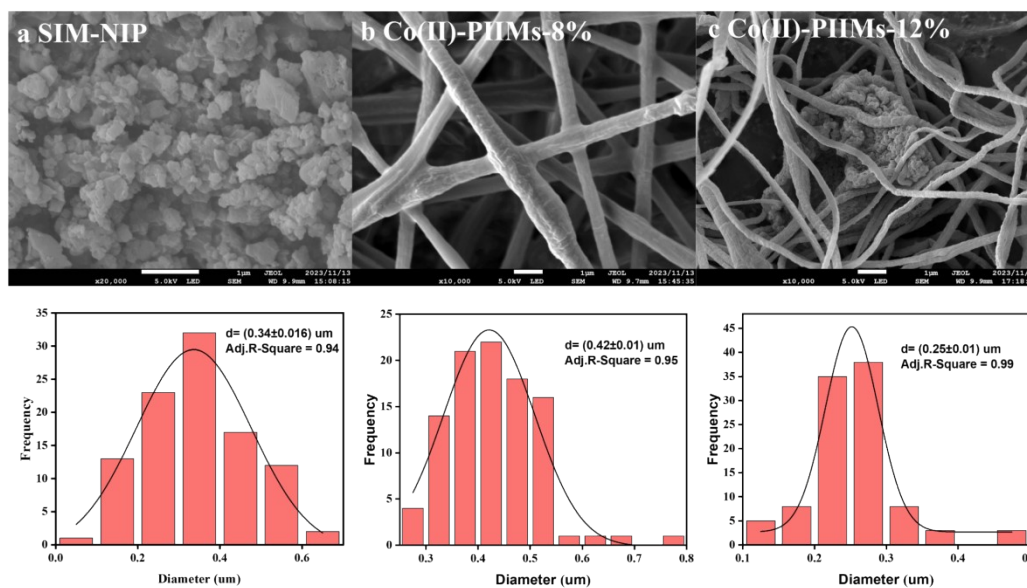 a SIM-NIP
b Co(II)-PIIMs-8%
c Co(II)-PIIMs-12%
1μm JEOL 2023/11/13
x20,000 5.0kV LED SEM WD 9.9mm 15:08:15
1μm JEOL 2023/11/13
x10,000 5.0kV LED SEM WD 9.7mm 15:45:35
1μm JEOL 2023/11/13
x10,000 5.0kV LED SEM WD 9.9mm 17:18:
35
30
25
20
15
10
5
0
Frequency
d= (0.34±0.016) um
Adj.R-Square = 0.94
0.0 0.2 0.4 0.6
Diameter (um)
25
20
15
10
5
0
Frequency
d= (0.42±0.01) um
Adj.R-Square = 0.95
0.3 0.4 0.5 0.6 0.7 0.8
Diameter (um)
45
40
35
30
25
20
15
10
5
0
Frequency
d= (0.25±0.01) um
Adj.R-Square = 0.99
0.1 0.2 0.3 0.4
Diameter (um)